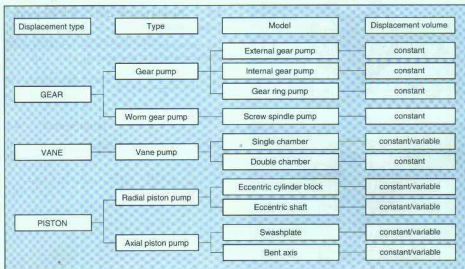 Displacement type Type Model Displacement volume
External gear pump constant
Gear pump Internal gear pump constant
GEAR Gear ring pump constant
Worm gear pump Screw spindle pump constant
VANE Vane pump Single chamber constant/variable
Double chamber constant
Radial piston pump Eccentric cylinder block constant/variable
PISTON Eccentric shaft constant/variable
Axial piston pump Swashplate constant/variable
Bent axis constant/variable